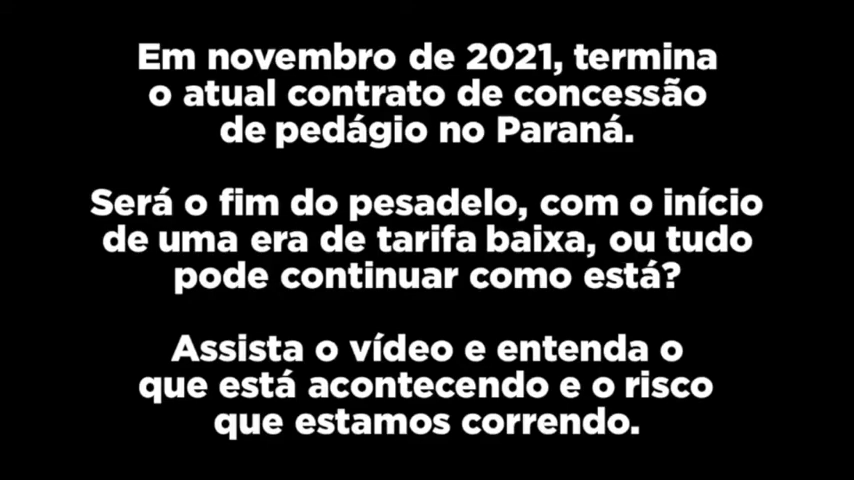 Em novembro de 2021, termina
o atual contrato de concessão
de pedágio no Paraná.
Será o fim do pesadelo, com o início
de uma era de tarifa baixa, ou tudo
pode continuar como está?
Assista o vídeo e entenda o
que está acontecendo e o risco
que estamos correndo.